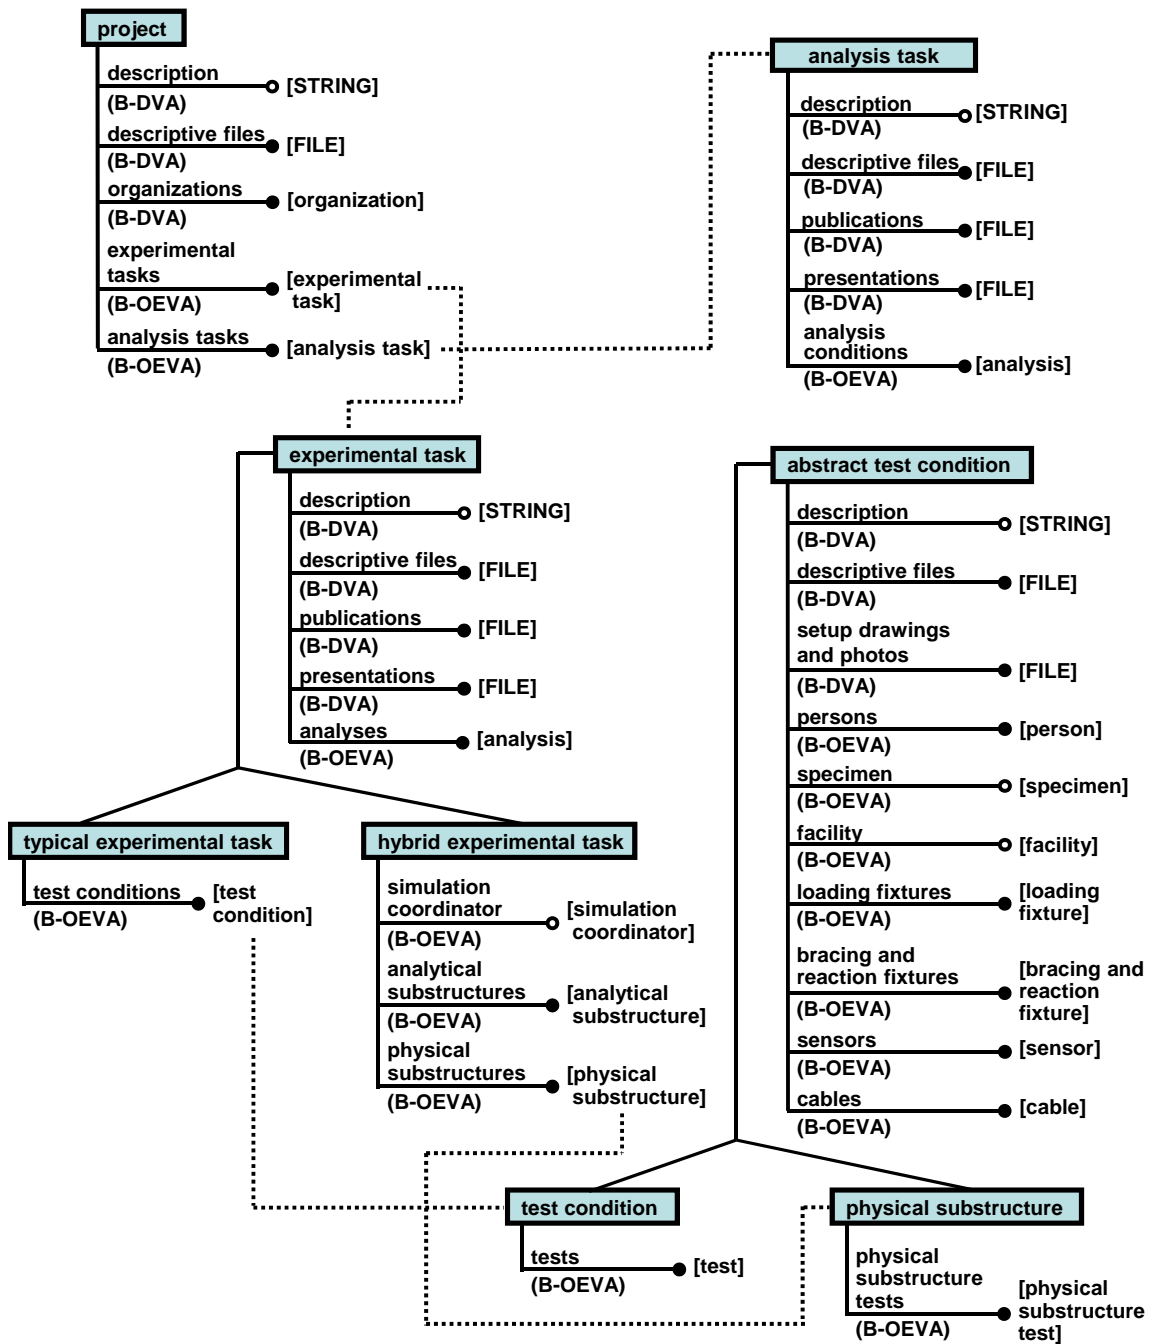 project
description
(B-DVA)
[STRING]
descriptive files
(B-DVA)
[FILE]
organizations
(B-DVA)
[organization]
experimental
tasks
(B-OEVA)
[experimental
task]
analysis tasks
(B-OEVA)
[analysis task]
analysis task
description
(B-DVA)
[STRING]
descriptive files
(B-DVA)
[FILE]
publications
(B-DVA)
[FILE]
presentations
(B-DVA)
[FILE]
analysis
conditions
(B-OEVA)
[analysis]
experimental task
description
(B-DVA)
[STRING]
descriptive files
(B-DVA)
[FILE]
publications
(B-DVA)
[FILE]
presentations
(B-DVA)
[FILE]
analyses
(B-OEVA)
[analysis]
abstract test condition
description
(B-DVA)
[STRING]
descriptive files
(B-DVA)
[FILE]
setup drawings
and photos
(B-DVA)
[FILE]
persons
(B-OEVA)
[person]
specimen
(B-OEVA)
[specimen]
facility
(B-OEVA)
[facility]
loading fixtures
(B-OEVA)
[loading
fixture]
bracing and
reaction fixtures
(B-OEVA)
[bracing and
reaction
fixture]
sensors
(B-OEVA)
[sensor]
cables
(B-OEVA)
[cable]
typical experimental task
test conditions
(B-OEVA)
[test
condition]
hybrid experimental task
simulation
coordinator
(B-OEVA)
[simulation
coordinator]
analytical
substructures
(B-OEVA)
[analytical
substructure]
physical
substructures
(B-OEVA)
[physical
substructure]
test condition
tests
(B-OEVA)
[test]
physical substructure
physical
substructure
tests
(B-OEVA)
[physical
substructure
test]